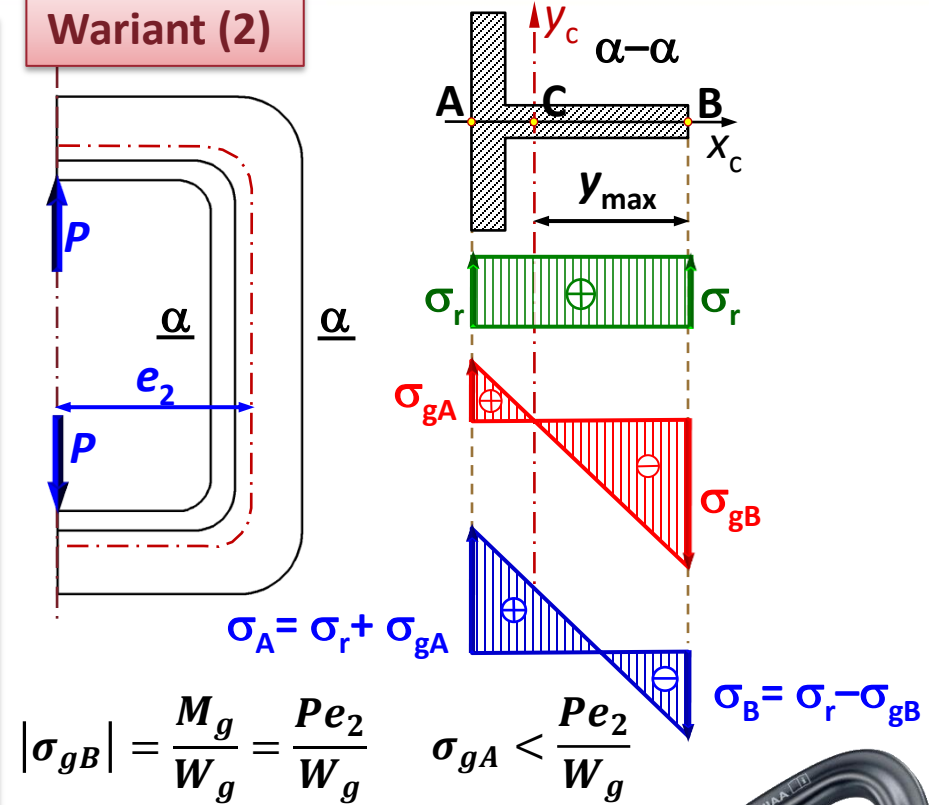 Wariant (2)
y_c
α–α
A
C
B
x_c
y_max
P
α
α
e_2
P
σ_r
σ_r
σ_gA
σ_gB
σ_A= σ_r+ σ_gA
σ_B= σ_r–σ_gB
|σ_gB| = M_g/W_g = Pe_2/W_g
σ_gA < Pe_2/W_g